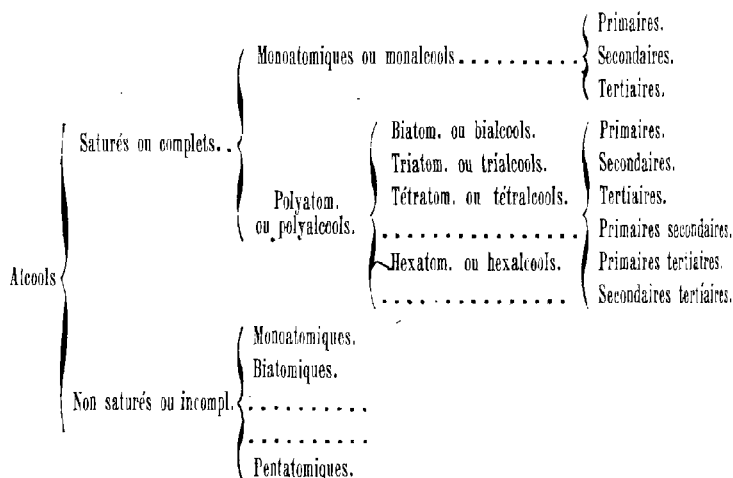 Alcools
Saturés ou complets. . .
Monoatomiques ou monalcools . . . . . . . . . . .
Primaires.
Secondaires.
Tertiaires.
Polyatom.
ou polyalcools.
Biatom. ou bialcools.
Triatom. ou trialcools.
Tétratom. ou tétralcools.
. . . . . . . . . . . . . . . .
Hexatom. ou hexalcools.
. . . . . . . . . . . . . . . .
Primaires.
Secondaires.
Tertiaires.
Primaires secondaires.
Primaires tertiaires.
Secondaires tertiaires.
Non saturés ou incompl.
Monoatomiques.
Biatomiques.
. . . . . . . . . .
. . . . . . . . . .
Pentatomiques.